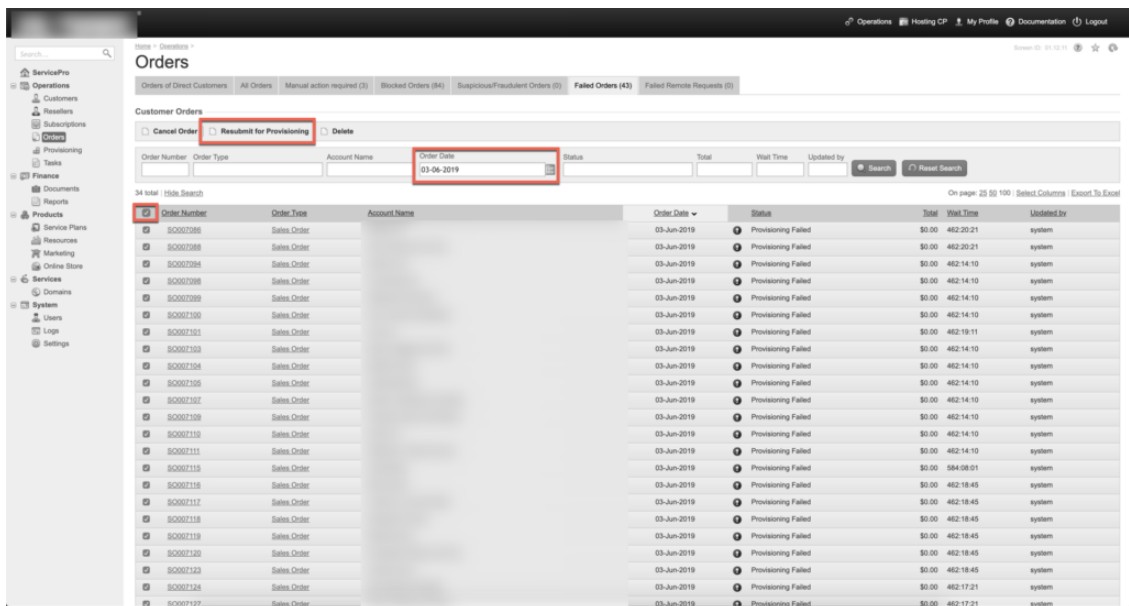 Operations Hosting CP My Profile Documentation Logout
Search...
ServicePro
Operations
Customers
Resellers
Subscriptions
Orders
Provisioning
Tasks
Finance
Documents
Reports
Products
Service Plans
Resources
Marketing
Online Store
Services
Domains
System
Users
Logs
Settings
Home > Operations >
Orders
Orders of Direct Customers All Orders Manual action required (3) Blocked Orders (84) Suspicious/Fraudulent Orders (0) Failed Orders (43) Failed Remote Requests (0)
Customer Orders
Cancel Order Resubmit for Provisioning Delete
Order Number Order Type Account Name Order Date Status Total Wait Time Updated by
03-06-2019 Search Reset Search
34 total | Hide Search On page: 25 50 100 | Select Columns | Export To Excel
Order Number Order Type Account Name Order Date Status Total Wait Time Updated by
SO007086 Sales Order 03-Jun-2019 Provisioning Failed $0.00 462:20:21 system
SO007088 Sales Order 03-Jun-2019 Provisioning Failed $0.00 462:20:21 system
SO007094 Sales Order 03-Jun-2019 Provisioning Failed $0.00 462:14:10 system
SO007098 Sales Order 03-Jun-2019 Provisioning Failed $0.00 462:14:10 system
SO007099 Sales Order 03-Jun-2019 Provisioning Failed $0.00 462:14:10 system
SO007100 Sales Order 03-Jun-2019 Provisioning Failed $0.00 462:14:10 system
SO007101 Sales Order 03-Jun-2019 Provisioning Failed $0.00 462:19:11 system
SO007103 Sales Order 03-Jun-2019 Provisioning Failed $0.00 462:14:10 system
SO007104 Sales Order 03-Jun-2019 Provisioning Failed $0.00 462:14:10 system
SO007105 Sales Order 03-Jun-2019 Provisioning Failed $0.00 462:14:10 system
SO007107 Sales Order 03-Jun-2019 Provisioning Failed $0.00 462:14:10 system
SO007109 Sales Order 03-Jun-2019 Provisioning Failed $0.00 462:14:10 system
SO007110 Sales Order 03-Jun-2019 Provisioning Failed $0.00 462:14:10 system
SO007111 Sales Order 03-Jun-2019 Provisioning Failed $0.00 462:14:10 system
SO007115 Sales Order 03-Jun-2019 Provisioning Failed $0.00 584:08:01 system
SO007116 Sales Order 03-Jun-2019 Provisioning Failed $0.00 462:18:45 system
SO007117 Sales Order 03-Jun-2019 Provisioning Failed $0.00 462:18:45 system
SO007118 Sales Order 03-Jun-2019 Provisioning Failed $0.00 462:18:45 system
SO007119 Sales Order 03-Jun-2019 Provisioning Failed $0.00 462:18:45 system
SO007120 Sales Order 03-Jun-2019 Provisioning Failed $0.00 462:18:45 system
SO007123 Sales Order 03-Jun-2019 Provisioning Failed $0.00 462:18:45 system
SO007124 Sales Order 03-Jun-2019 Provisioning Failed $0.00 462:17:21 system
SO007127 Sales Order 03-Jun-2019 Provisioning Failed $0.00 462:17:21 system